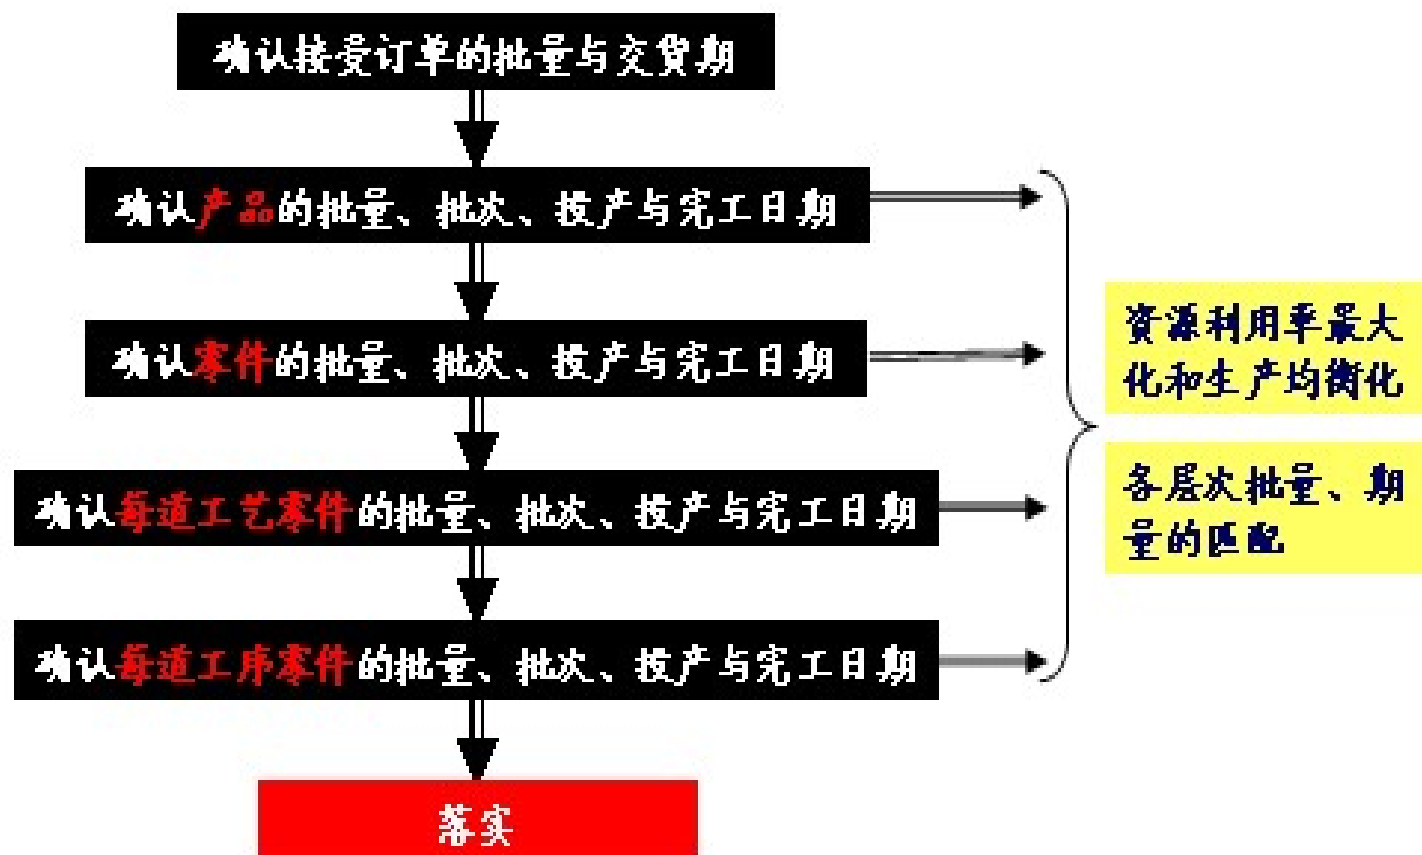 确认接受订单的批量与交货期
确认产品的批量、批次、投产与完工日期
确认零件的批量、批次、投产与完工日期
确认每道工艺零件的批量、批次、投产与完工日期
确认每道工序零件的批量、批次、投产与完工日期
落实
资源利用率最大
化和生产均衡化
各层次批量、期
量的匹配